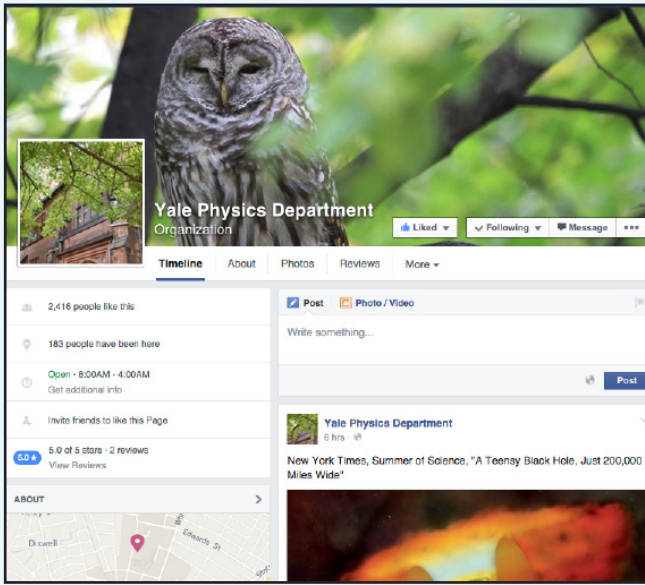 Yale Physics Department
Organization
Liked
Following
Message
Timeline
About
Photos
Reviews
More
2,416 people like this
183 people have been here
Open · 8:00AM - 4:00AM
Get additional info
Invite friends to like this Page
5.0 ★
5.0 of 5 stars · 2 reviews
View Reviews
ABOUT
Edwards St
Post
Photo / Video
Write something...
Post
Yale Physics Department
6 hrs ·
New York Times, Summer of Science, "A Teenay Black Hole, Just 200,000
Miles Wide"